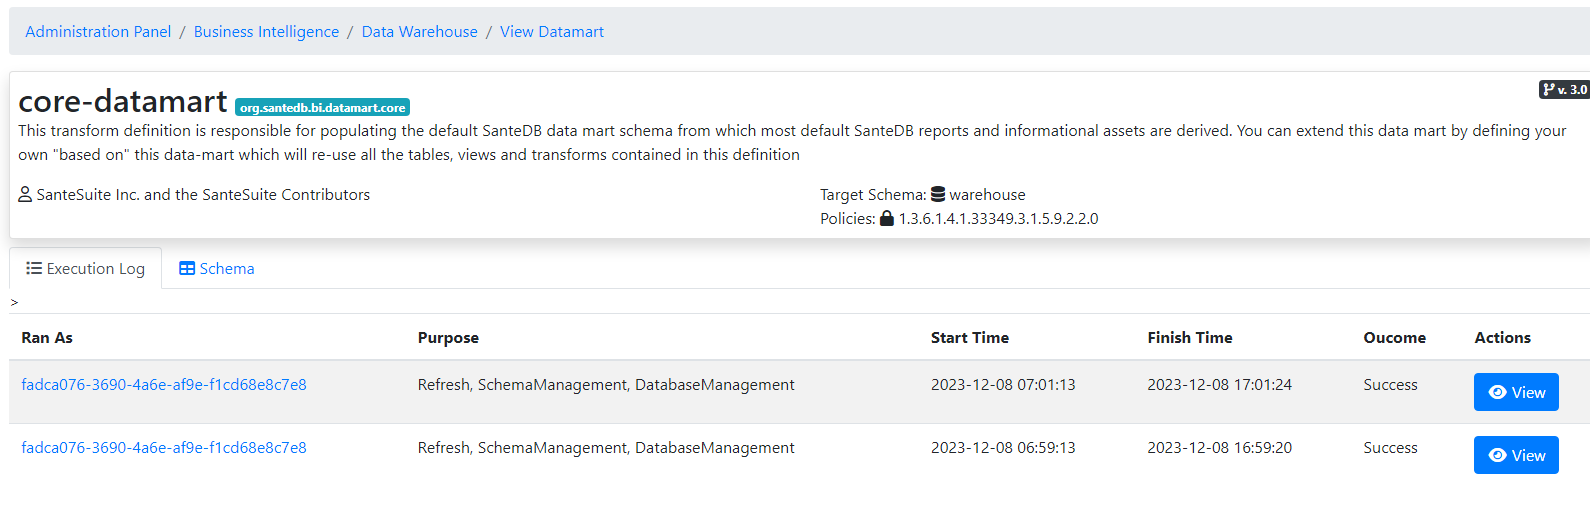 Administration Panel / Business Intelligence / Data Warehouse / View Datamart
core-datamart org.santedb.bi.datamart.core
v. 3.0
This transform definition is responsible for populating the default SanteDB data mart schema from which most default SanteDB reports and informational assets are derived. You can extend this data mart by defining your
own "based on" this data-mart which will re-use all the tables, views and transforms contained in this definition
SanteSuite Inc. and the SanteSuite Contributors
Target Schema: warehouse
Policies: 1.3.6.1.4.1.33349.3.1.5.9.2.2.0
Execution Log Schema
>
Ran As Purpose Start Time Finish Time Oucome Actions
fadca076-3690-4a6e-af9e-f1cd68e8c7e8 Refresh, SchemaManagement, DatabaseManagement 2023-12-08 07:01:13 2023-12-08 17:01:24 Success View
fadca076-3690-4a6e-af9e-f1cd68e8c7e8 Refresh, SchemaManagement, DatabaseManagement 2023-12-08 06:59:13 2023-12-08 16:59:20 Success View